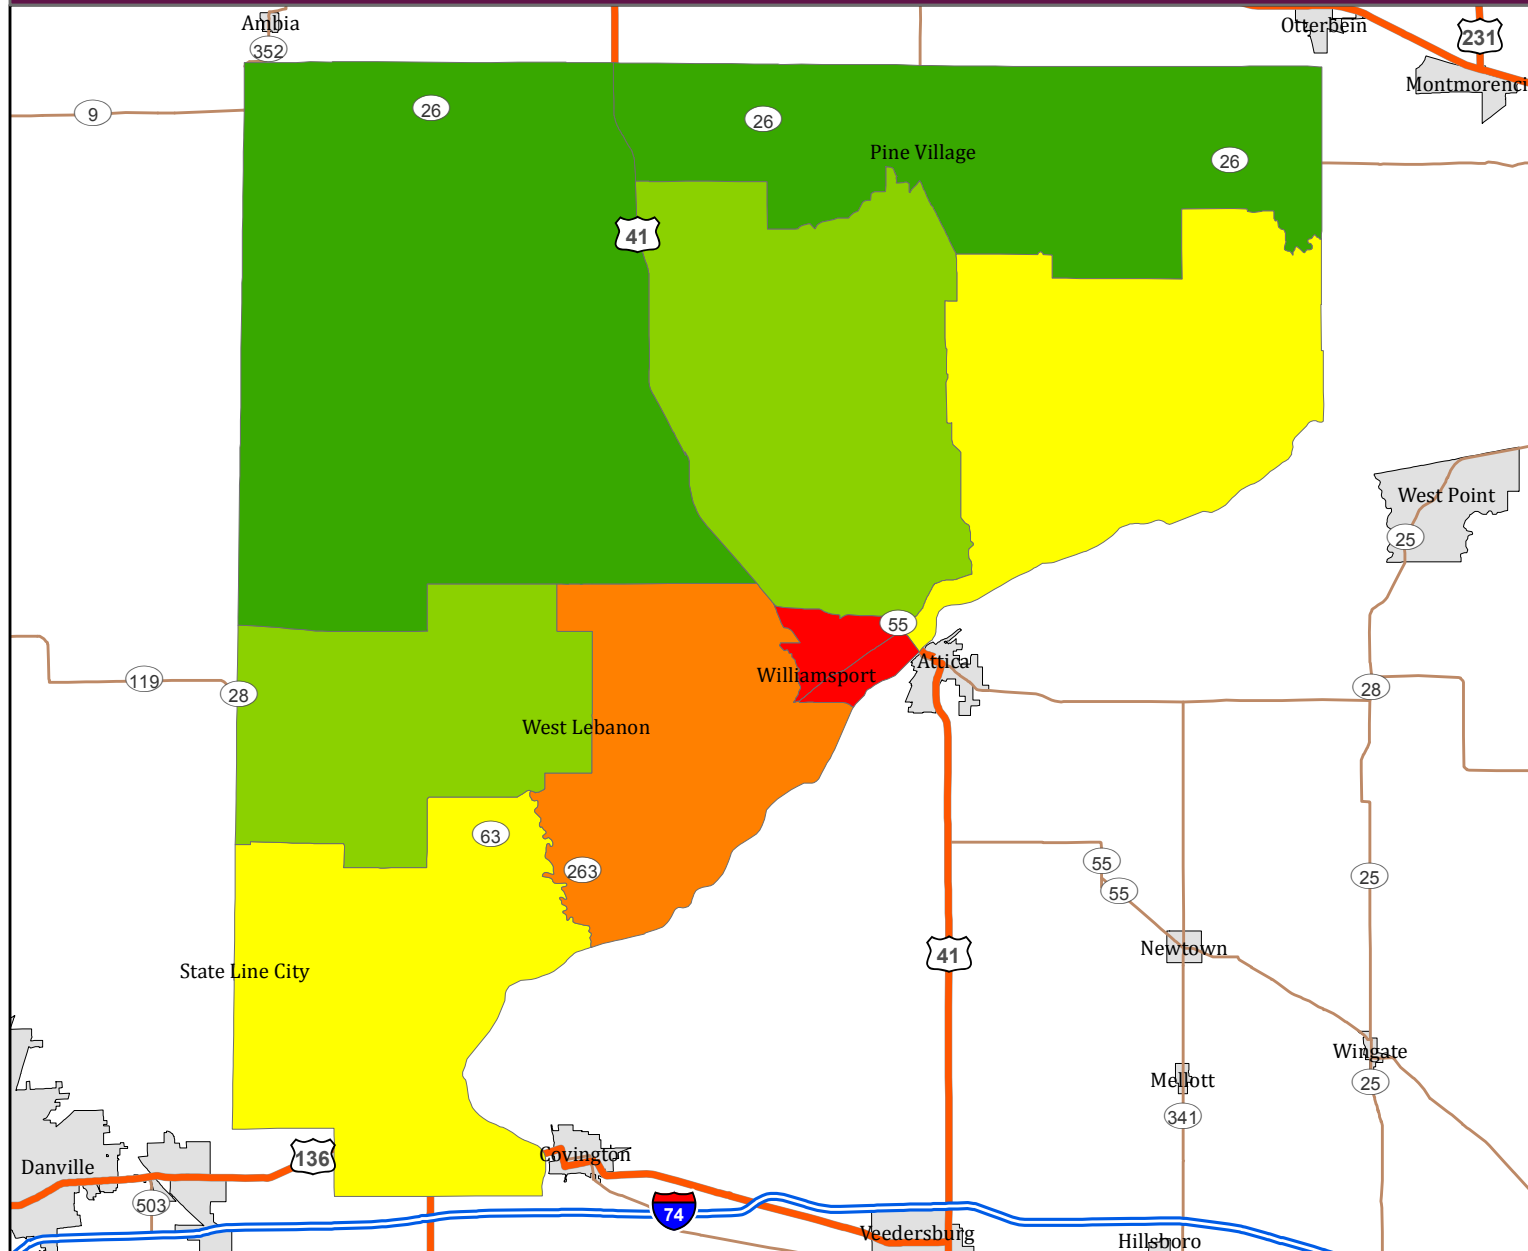 Ambia
352
Otterbein
231
Montmorenci
9
26
26
26
Pine Village
41
West Point
25
55
Attica
Williamsport
119
28
28
West Lebanon
63
263
55
55
25
41
Newtown
State Line City
Wingate
25
Mellott
341
Danville
136
Covington
503
74
Veedersburg
Hillsboro